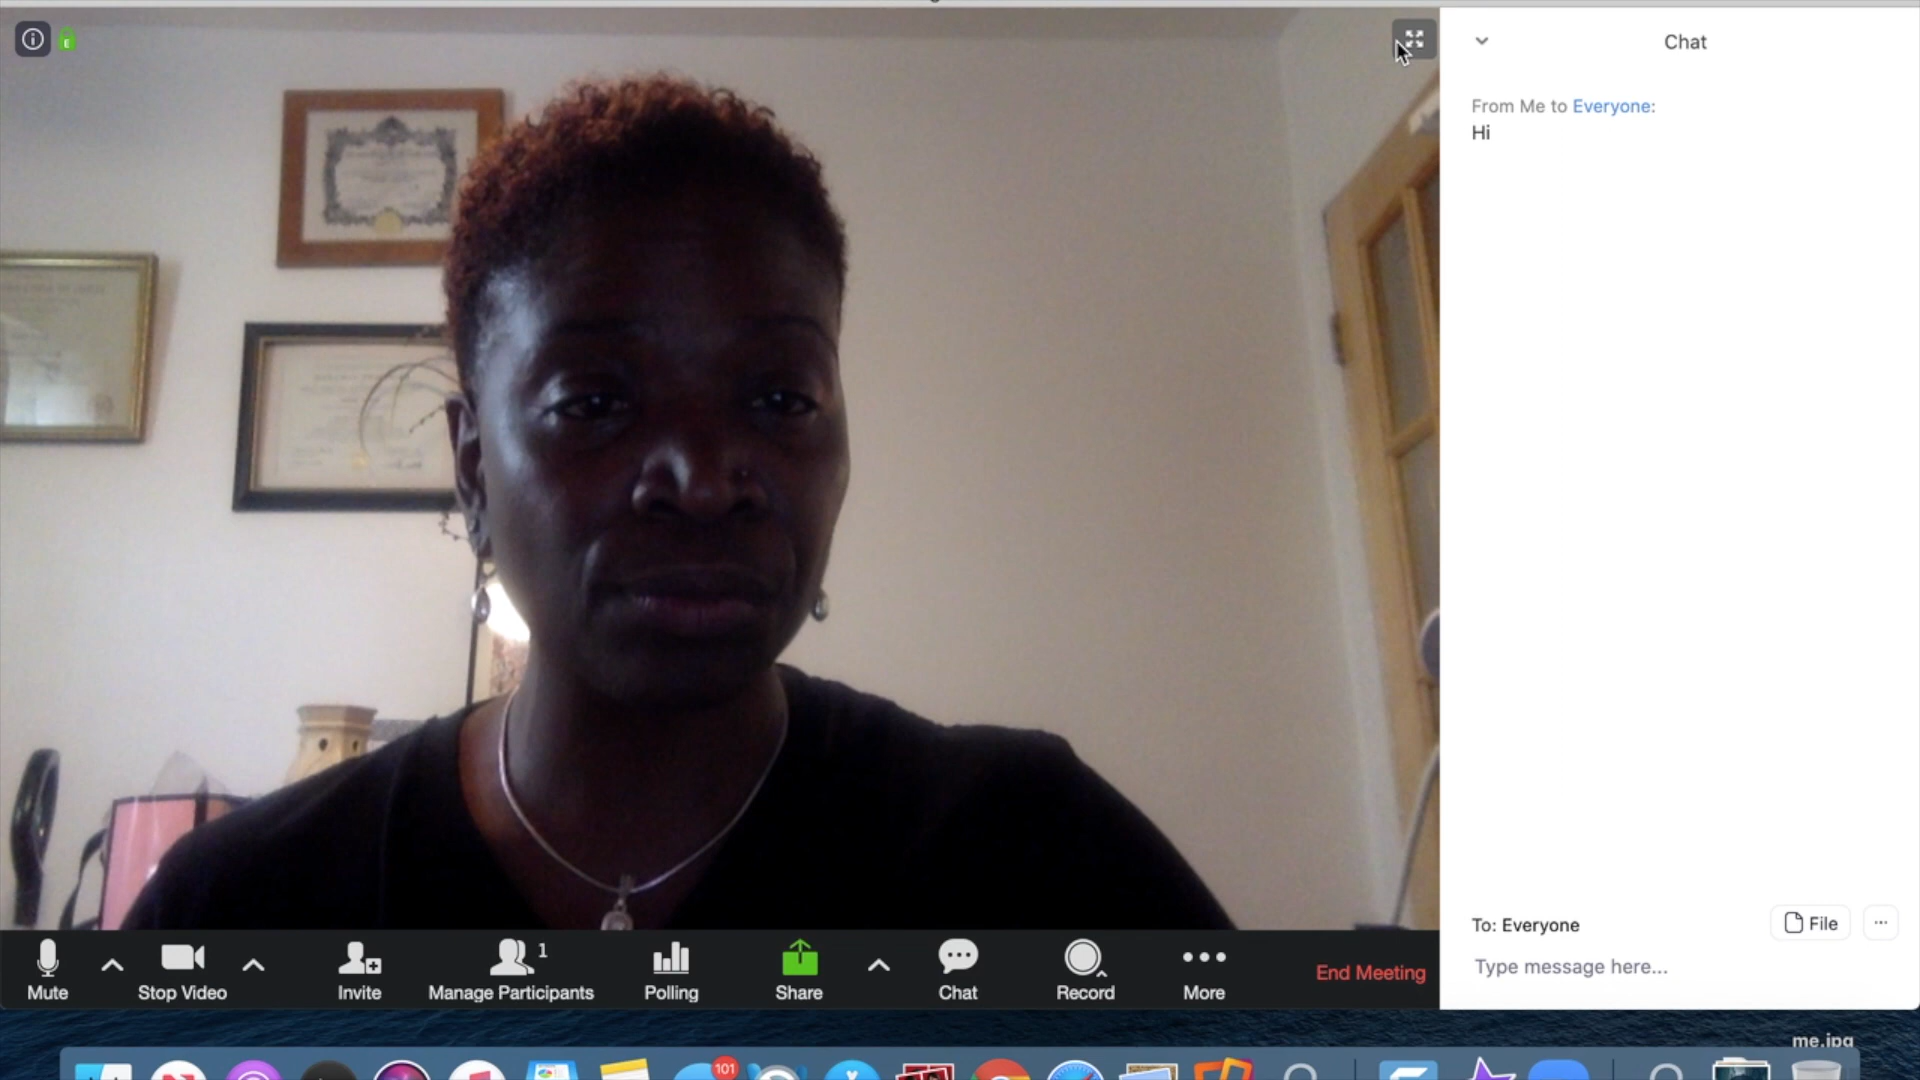 E
Chat
From Me to Everyone:
Hi
To: Everyone
File
Type message here...
Mute
Stop Video
Invite
Manage Participants
1
Polling
Share
Chat
Record
More
End Meeting
me.jpg
101